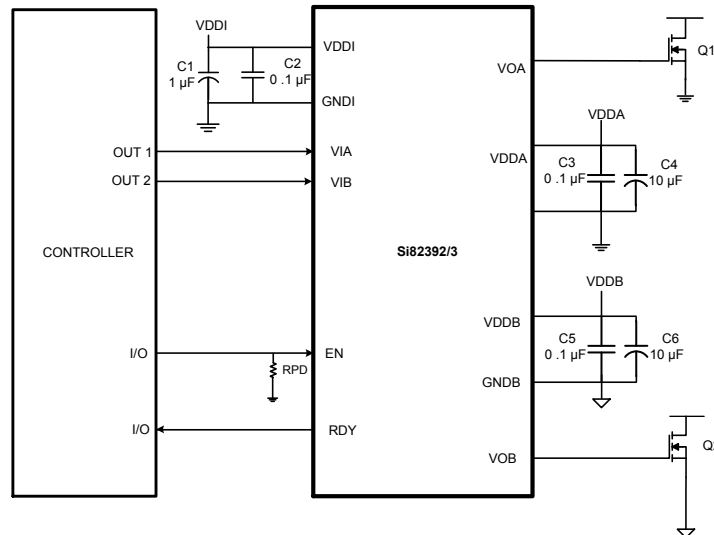 VDDI
C1
1 µF
C2
0 .1 µF
VDDI
GNDI
OUT 1
VIA
OUT 2
VIB
CONTROLLER
Si82392/3
I/O
EN
RPD
I/O
RDY
VOA
Q1
VDDA
VDDA
C3
0 .1 µF
C4
10 µF
VDDB
VDDB
C5
0 .1 µF
C6
10 µF
GNDB
VOB